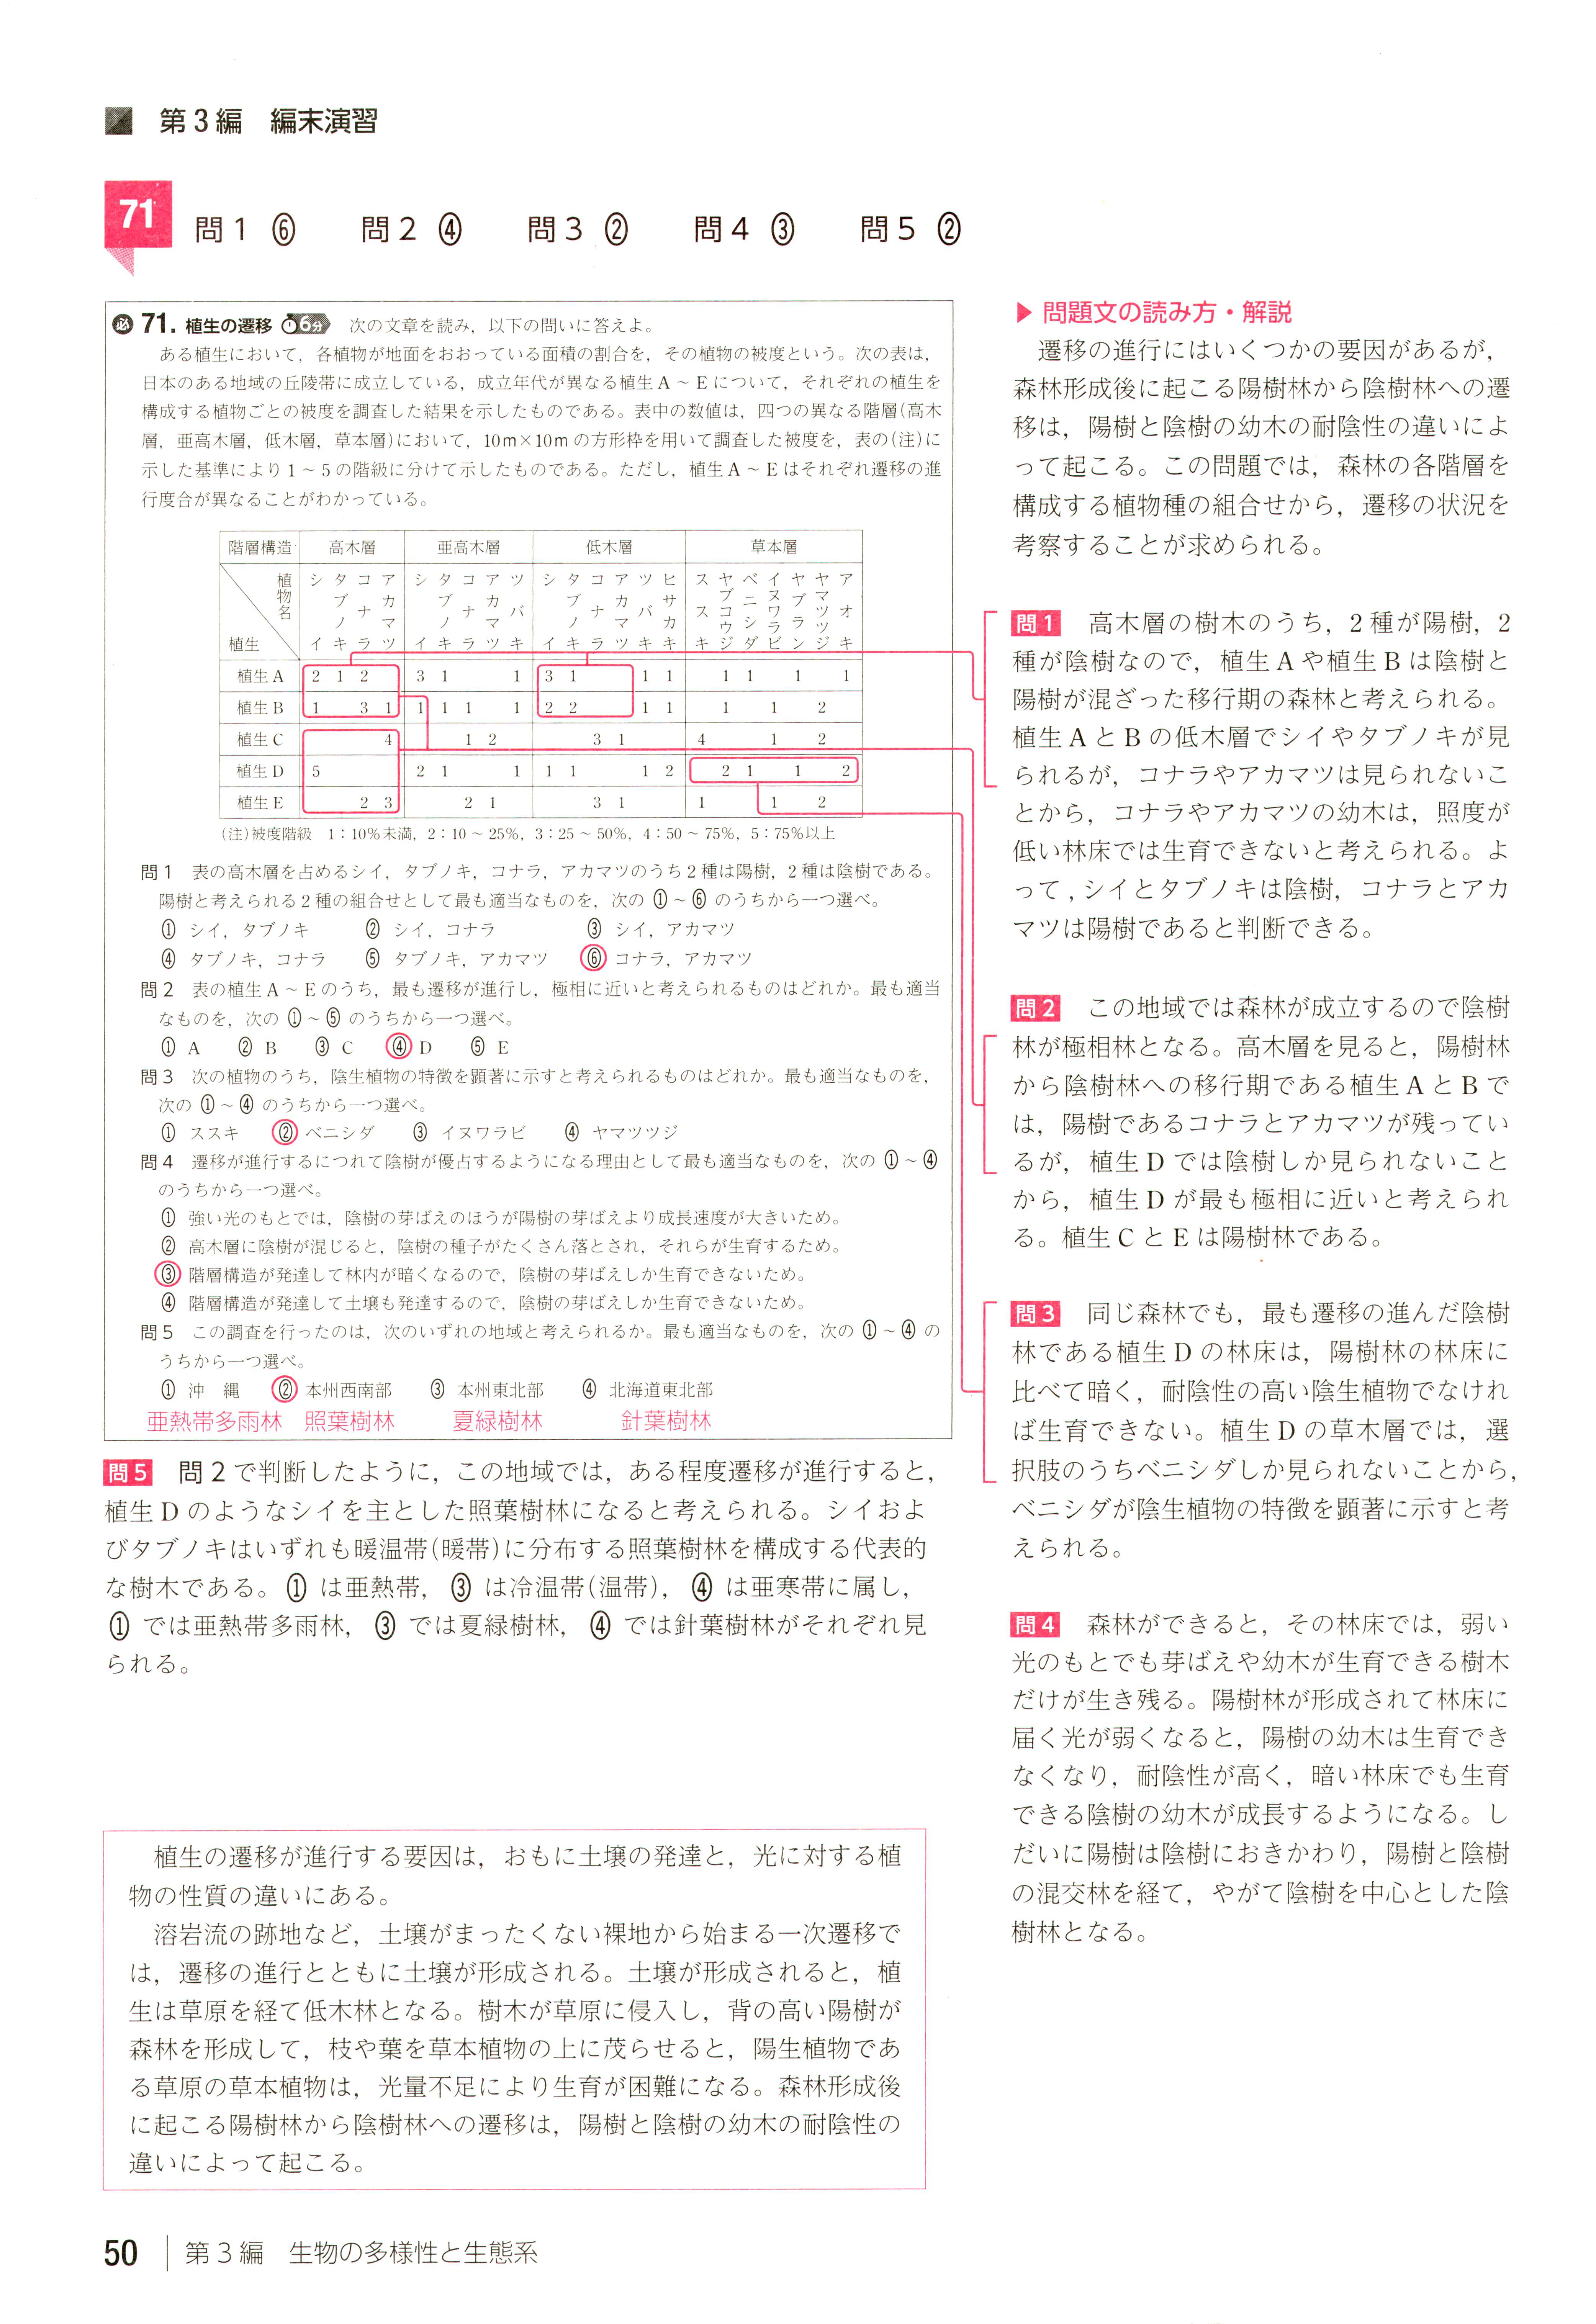 第3編 編末演習
71 問1 ⑥ 問2 ④ 問3 ② 問4 ③ 問5 ②
必 71. 植生の遷移 6分 次の文章を読み，以下の問いに答えよ。
ある植生において，各植物が地面をおおっている面積の割合を，その植物の被度という。次の表は，
日本のある地域の丘陵帯に成立している，成立年代が異なる植生A～Eについて，それぞれの植生を
構成する植物ごとの被度を調査した結果を示したものである。表中の数値は，四つの異なる階層(高木
層，亜高木層，低木層，草本層)において，10m×10mの方形枠を用いて調査した被度を，表の(注)に
示した基準により1～5の階級に分けて示したものである。ただし，植生A～Eはそれぞれ遷移の進
行度合が異なることがわかっている。
階層構造 高木層 亜高木層 低木層 草本層
植物名 植生 シイ タブノキ コナラ アカマツ シイ タブノキ コナラ アカマツ ツバキ シイ タブノキ コナラ アカマツ ツバキ ヒサカキ ススキ ヤブコウジ ベニシダ イヌワラビ ヤブラン ヤマツツジ アオキ
植生A 2 1 2 3 1 1 3 1 1 1 1 1 1 1
植生B 1 3 1 1 1 1 1 2 2 1 1 1 1 2
植生C 4 1 2 3 1 4 1 2
植生D 5 2 1 1 1 1 1 2 2 1 1 2
植生E 2 3 2 1 3 1 1 1 2
(注)被度階級 1：10％未満，2：10～25％，3：25～50％，4：50～75％，5：75％以上
問1 表の高木層を占めるシイ，タブノキ，コナラ，アカマツのうち2種は陽樹，2種は陰樹である。
陽樹と考えられる2種の組合せとして最も適当なものを，次の①～⑥のうちから一つ選べ。
① シイ，タブノキ ② シイ，コナラ ③ シイ，アカマツ
④ タブノキ，コナラ ⑤ タブノキ，アカマツ ⑥ コナラ，アカマツ
問2 表の植生A～Eのうち，最も遷移が進行し，極相に近いと考えられるものはどれか。最も適当
なものを，次の①～⑤のうちから一つ選べ。
① A ② B ③ C ④ D ⑤ E
問3 次の植物のうち，陰生植物の特徴を顕著に示すと考えられるものはどれか。最も適当なものを，
次の①～④のうちから一つ選べ。
① ススキ ② ベニシダ ③ イヌワラビ ④ ヤマツツジ
問4 遷移が進行するにつれて陰樹が優占するようになる理由として最も適当なものを，次の①～④
のうちから一つ選べ。
① 強い光のもとでは，陰樹の芽ばえのほうが陽樹の芽ばえより成長速度が大きいため。
② 高木層に陰樹が混じると，陰樹の種子がたくさん落とされ，それらが生育するため。
③ 階層構造が発達して林内が暗くなるので，陰樹の芽ばえしか生育できないため。
④ 階層構造が発達して土壌も発達するので，陰樹の芽ばえしか生育できないため。
問5 この調査を行ったのは，次のいずれの地域と考えられるか。最も適当なものを，次の①～④の
うちから一つ選べ。
① 沖 縄 ② 本州西南部 ③ 本州東北部 ④ 北海道東北部
亜熱帯多雨林 照葉樹林 夏緑樹林 針葉樹林
問5 問2で判断したように，この地域では，ある程度遷移が進行すると，
植生Dのようなシイを主とした照葉樹林になると考えられる。シイおよ
びタブノキはいずれも暖温帯(暖帯)に分布する照葉樹林を構成する代表的
な樹木である。①は亜熱帯，③は冷温帯(温帯)，④は亜寒帯に属し，
①では亜熱帯多雨林，③では夏緑樹林，④では針葉樹林がそれぞれ見
られる。
植生の遷移が進行する要因は，おもに土壌の発達と，光に対する植
物の性質の違いにある。
溶岩流の跡地など，土壌がまったくない裸地から始まる一次遷移で
は，遷移の進行とともに土壌が形成される。土壌が形成されると，植
生は草原を経て低木林となる。樹木が草原に侵入し，背の高い陽樹が
森林を形成して，枝や葉を草本植物の上に茂らせると，陽生植物であ
る草原の草本植物は，光量不足により生育が困難になる。森林形成後
に起こる陽樹林から陰樹林への遷移は，陽樹と陰樹の幼木の耐陰性の
違いによって起こる。
▶問題文の読み方・解説
遷移の進行にはいくつかの要因があるが，
森林形成後に起こる陽樹林から陰樹林への遷
移は，陽樹と陰樹の幼木の耐陰性の違いによ
って起こる。この問題では，森林の各階層を
構成する植物種の組合せから，遷移の状況を
考察することが求められる。
問1 高木層の樹木のうち，2種が陽樹，2
種が陰樹なので，植生Aや植生Bは陰樹と
陽樹が混ざった移行期の森林と考えられる。
植生AとBの低木層でシイやタブノキが見
られるが，コナラやアカマツは見られないこ
とから，コナラやアカマツの幼木は，照度が
低い林床では生育できないと考えられる。よ
って，シイとタブノキは陰樹，コナラとアカ
マツは陽樹であると判断できる。
問2 この地域では森林が成立するので陰樹
林が極相林となる。高木層を見ると，陽樹林
から陰樹林への移行期である植生AとBで
は，陽樹であるコナラとアカマツが残ってい
るが，植生Dでは陰樹しか見られないこと
から，植生Dが最も極相に近いと考えられ
る。植生CとEは陽樹林である。
問3 同じ森林でも，最も遷移の進んだ陰樹
林である植生Dの林床は，陽樹林の林床に
比べて暗く，耐陰性の高い陰生植物でなけれ
ば生育できない。植生Dの草木層では，選
択肢のうちベニシダしか見られないことから，
ベニシダが陰生植物の特徴を顕著に示すと考
えられる。
問4 森林ができると，その林床では，弱い
光のもとでも芽ばえや幼木が生育できる樹木
だけが生き残る。陽樹林が形成されて林床に
届く光が弱くなると，陽樹の幼木は生育でき
なくなり，耐陰性が高く，暗い林床でも生育
できる陰樹の幼木が成長するようになる。し
だいに陽樹は陰樹におきかわり，陽樹と陰樹
の混交林を経て，やがて陰樹を中心とした陰
樹林となる。
50 第3編 生物の多様性と生態系